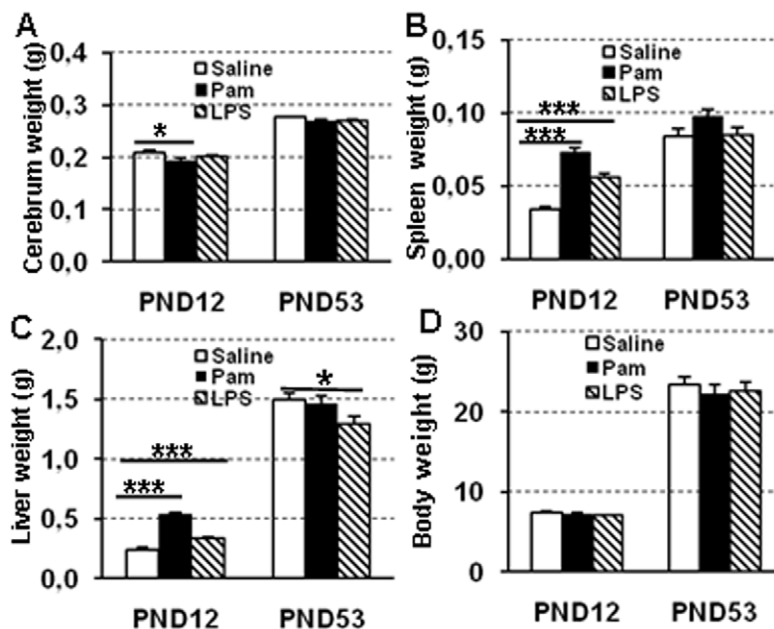 A
Cerebrum weight (g)
0,4
0,3
0,2
0,1
0,0
Saline
Pam
LPS
*
PND12 PND53
B
Spleen weight (g)
0,15
0,10
0,05
0,00
Saline
Pam
LPS
***
***
PND12 PND53
C
Liver weight (g)
2,0
1,5
1,0
0,5
0,0
Saline
Pam
LPS
*
***
***
PND12 PND53
D
Body weight (g)
30
20
10
0
Saline
Pam
LPS
PND12 PND53